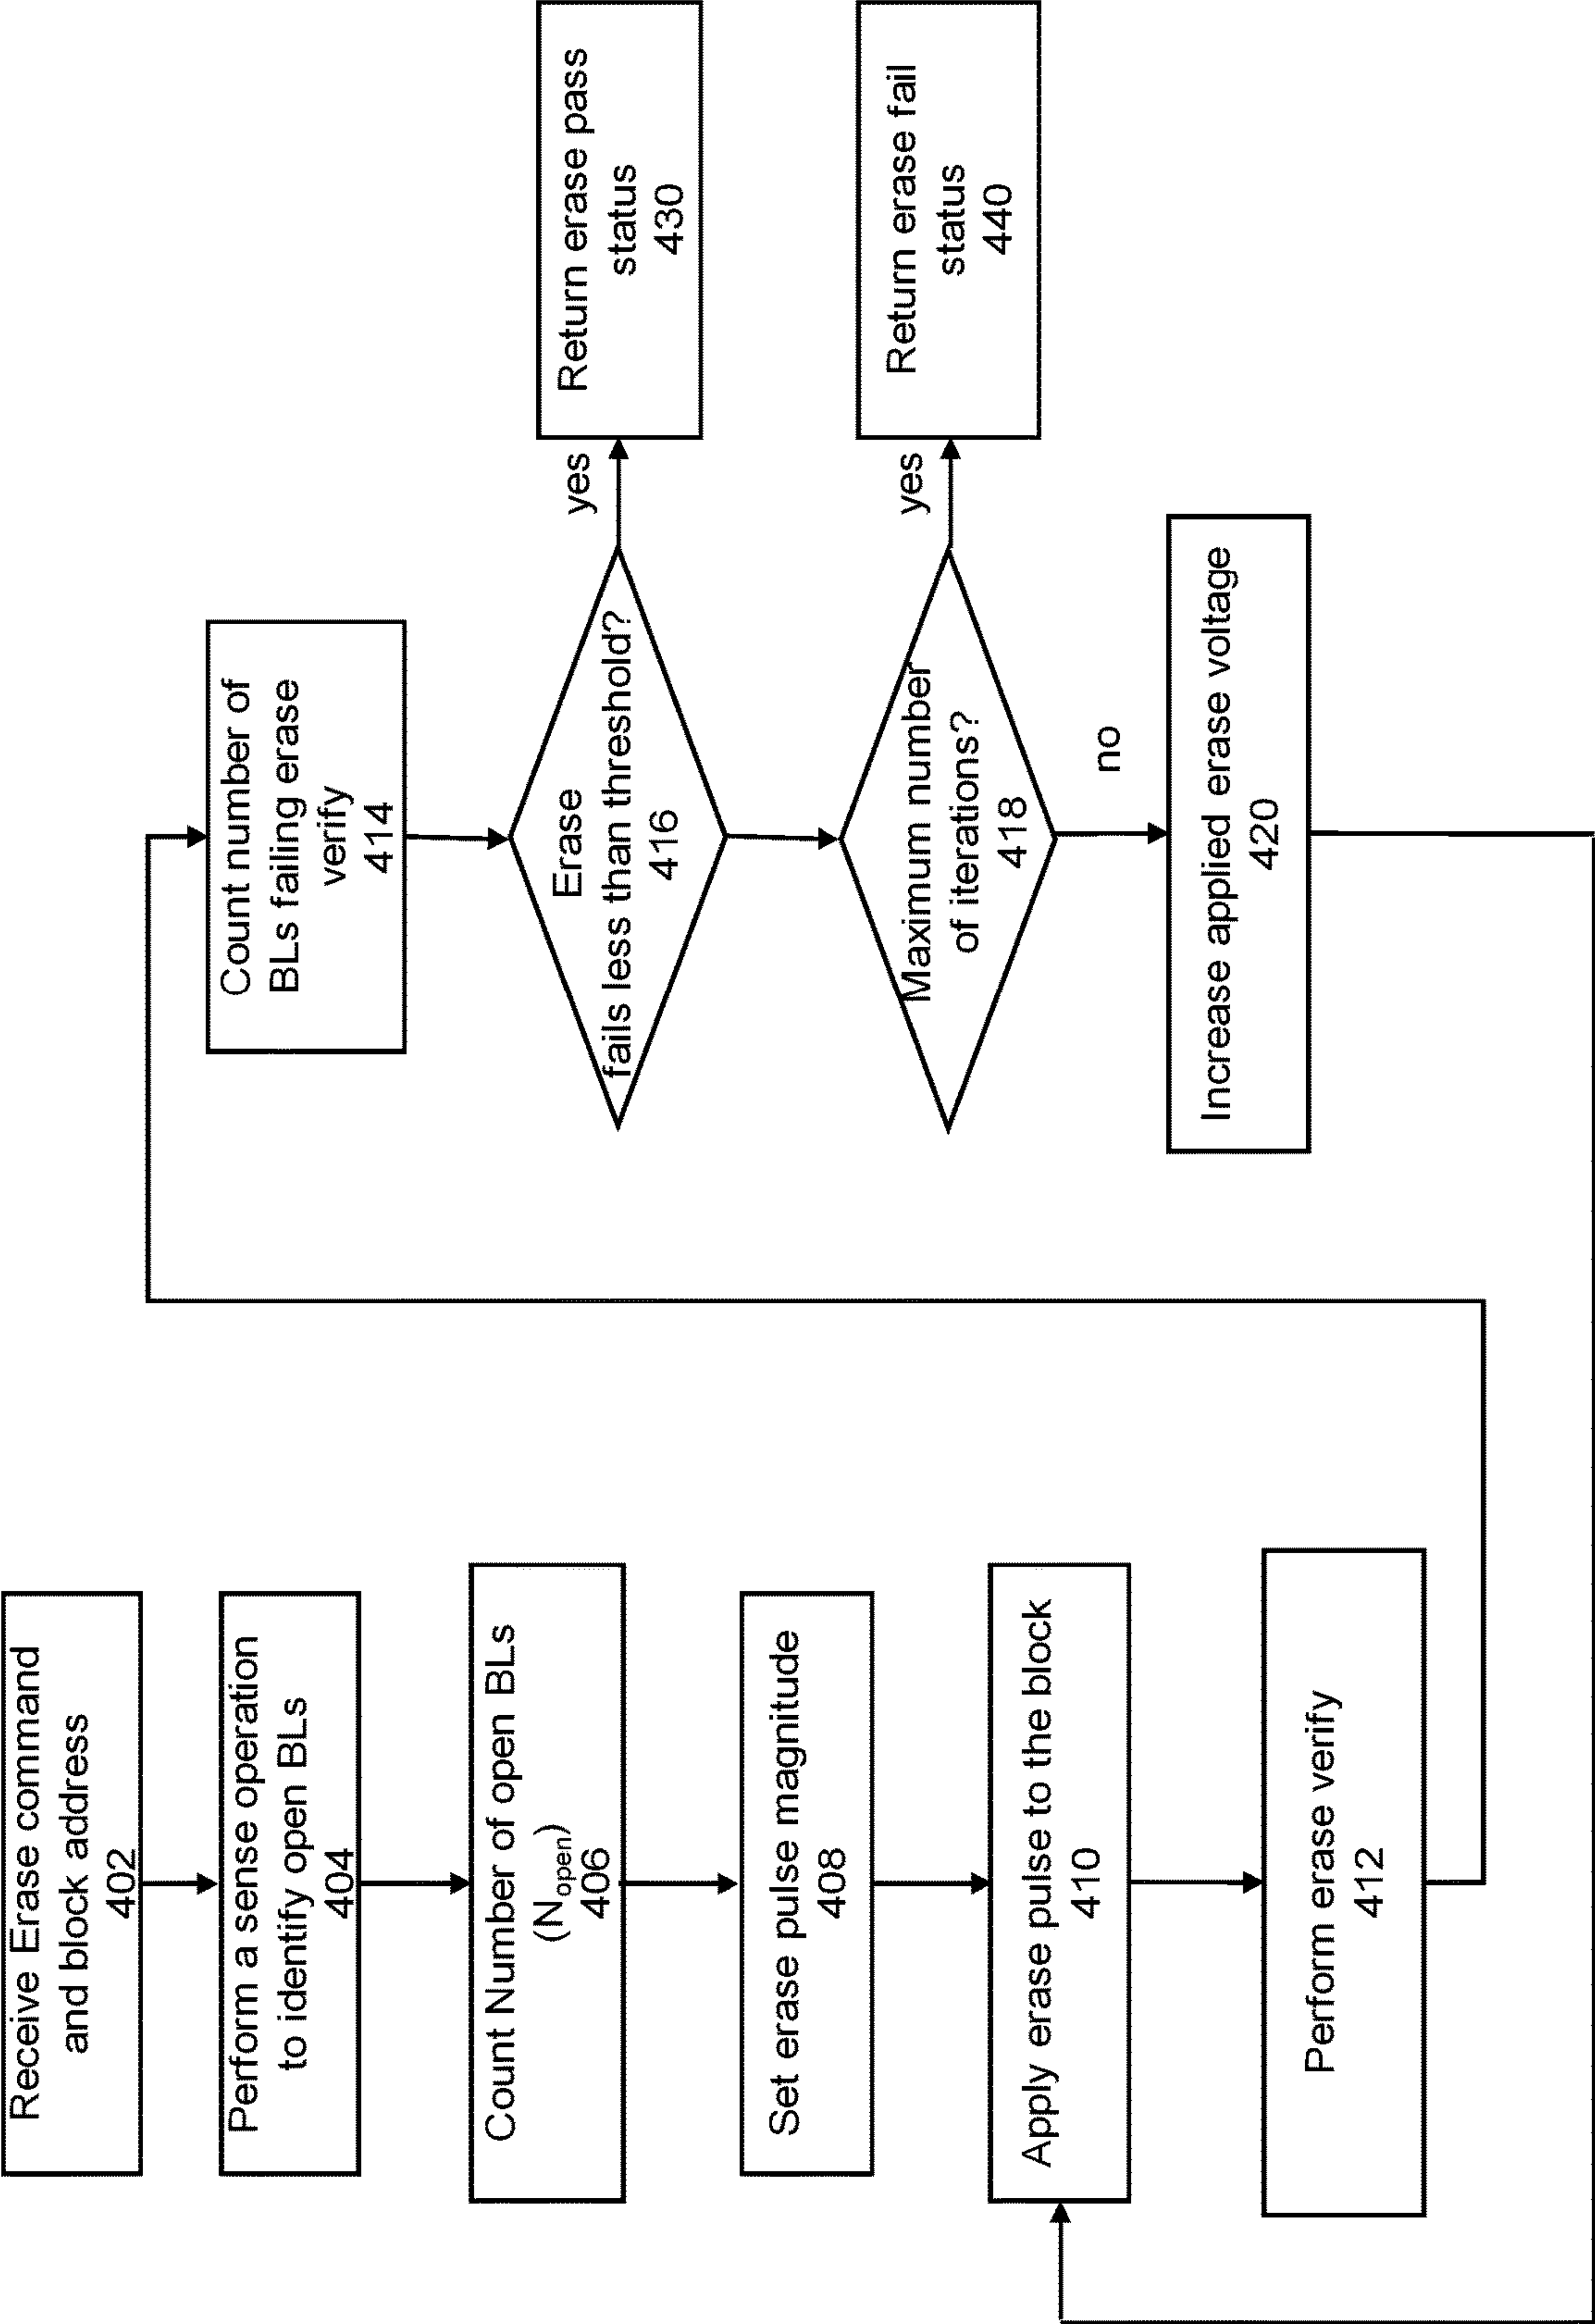 Receive Erase command
and block address
402
Perform a sense operation
to identify open BLs
404
Count Number of open BLs
(Nopen)
406
Set erase pulse magnitude
408
Apply erase pulse to the block
410
Perform erase verify
412
Count number of
BLs failing erase
verify
414
Erase
fails less than threshold?
416
yes
Return erase pass
status
430
Maximum number
of iterations?
418
yes
Return erase fail
status
440
no
Increase applied erase voltage
420